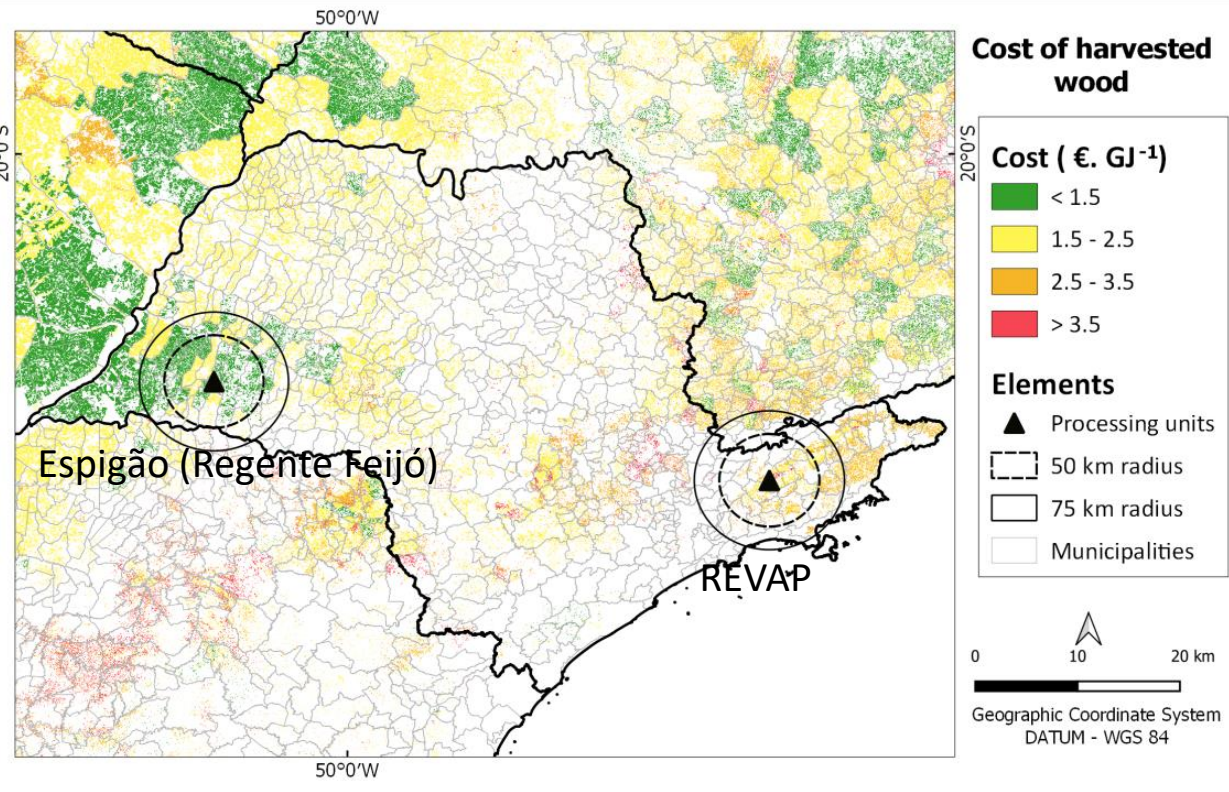 50°0'W
Cost of harvested
wood
20°0'S
20°0'S
Cost ( €. GJ⁻¹)
< 1.5
1.5 - 2.5
2.5 - 3.5
> 3.5
Elements
Processing units
50 km radius
75 km radius
Municipalities
Espigão (Regente Feijó)
REVAP
0 10 20 km
Geographic Coordinate System
DATUM - WGS 84
50°0'W